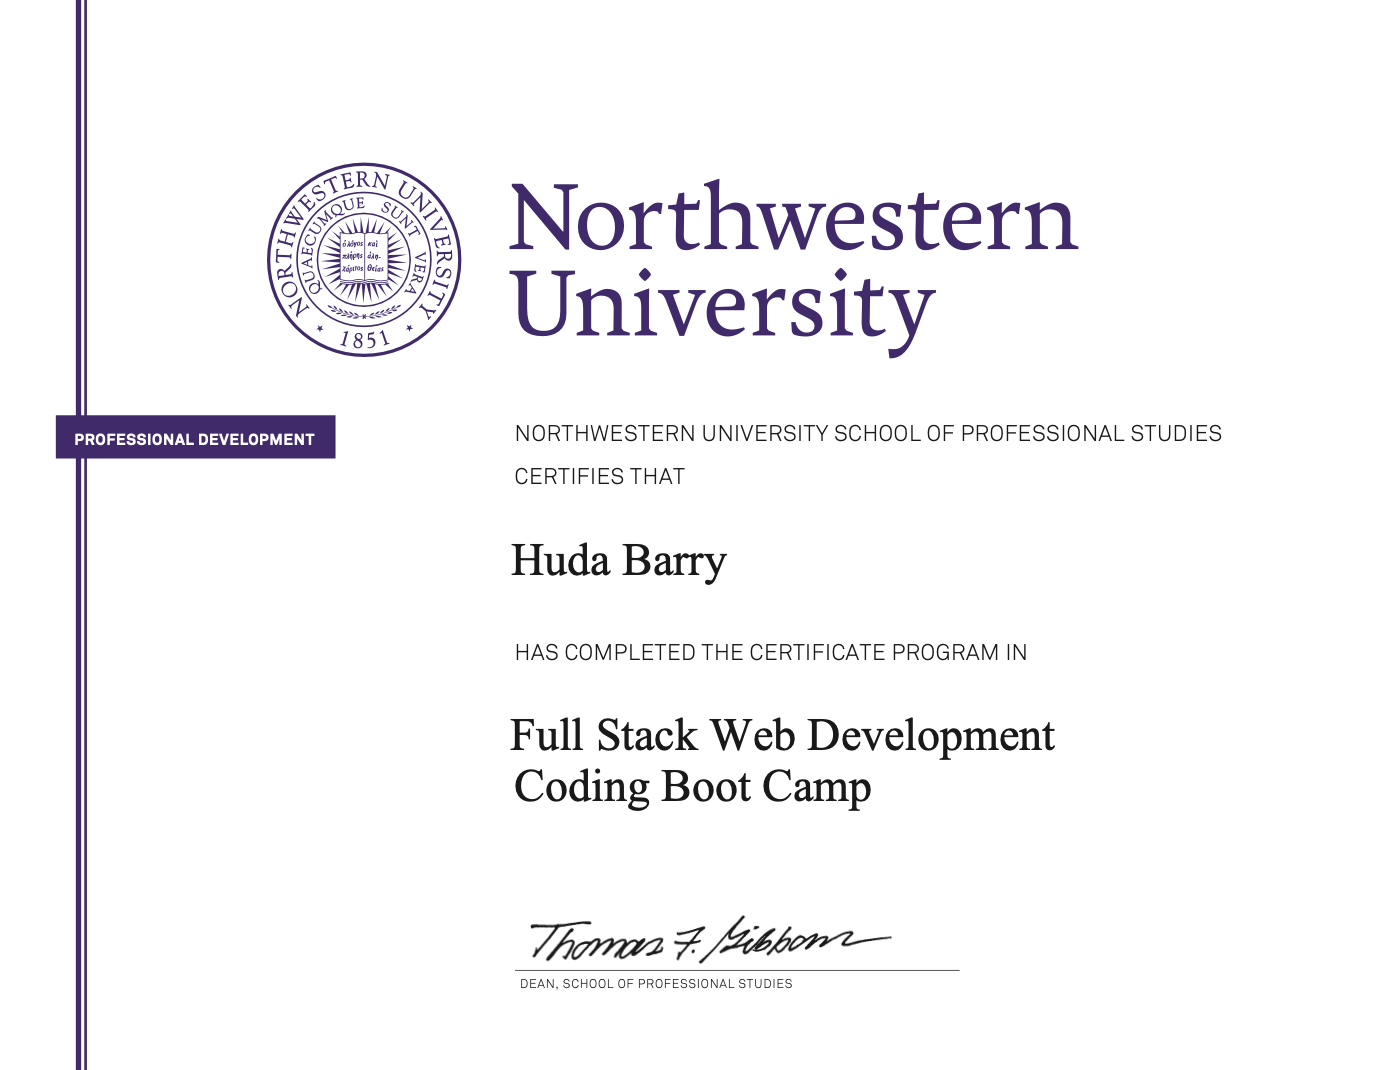 NORTHWESTERN UNIVERSITY
QUAECUMQUE SUNT VERA
ὁ λόγος καὶ
πλήρης ἀλη-
χάριτος θείας
1851
Northwestern
University
PROFESSIONAL DEVELOPMENT
NORTHWESTERN UNIVERSITY SCHOOL OF PROFESSIONAL STUDIES
CERTIFIES THAT
Huda Barry
HAS COMPLETED THE CERTIFICATE PROGRAM IN
Full Stack Web Development
Coding Boot Camp
Thomas F. Gibbons
DEAN, SCHOOL OF PROFESSIONAL STUDIES